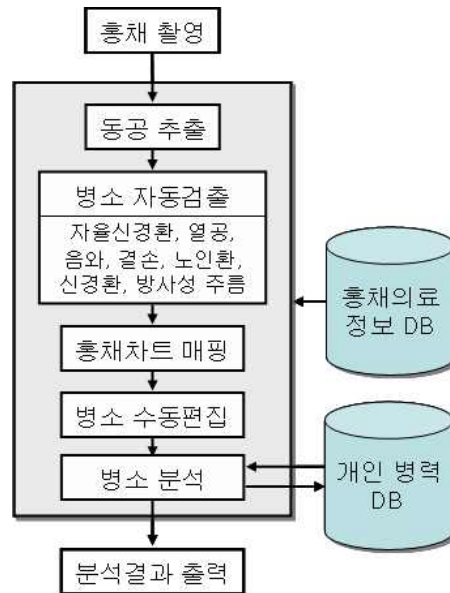 홍채 촬영
동공 추출
병소 자동검출
자율신경환, 열공,
음와, 결손, 노인환,
신경환, 방사성 주름
홍채차트 매핑
병소 수동편집
병소 분석
분석결과 출력
홍채의료
정보 DB
개인 병력
DB